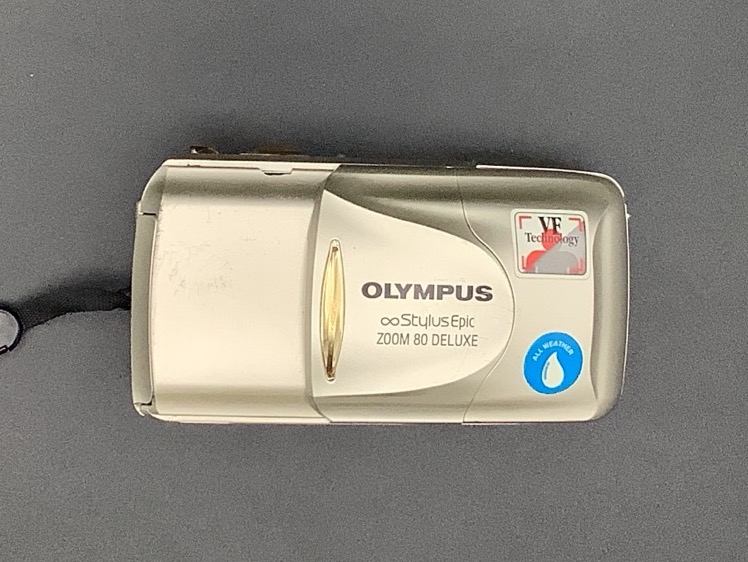 VF
Technology
OLYMPUS
∞Stylus Epic
ZOOM 80 DELUXE
ALL WEATHER